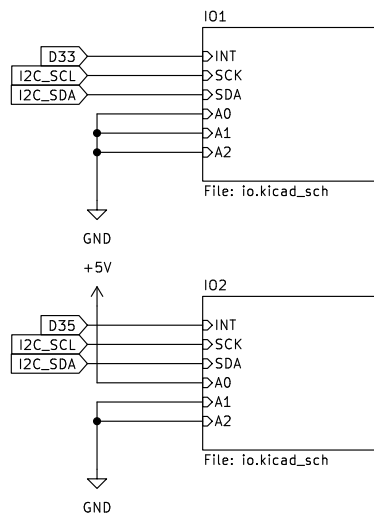 IO1
D33
INT
I2C_SCL
SCK
I2C_SDA
SDA
A0
A1
A2
File: io.kicad_sch
GND
+5V
IO2
D35
INT
I2C_SCL
SCK
I2C_SDA
SDA
A0
A1
A2
File: io.kicad_sch
GND